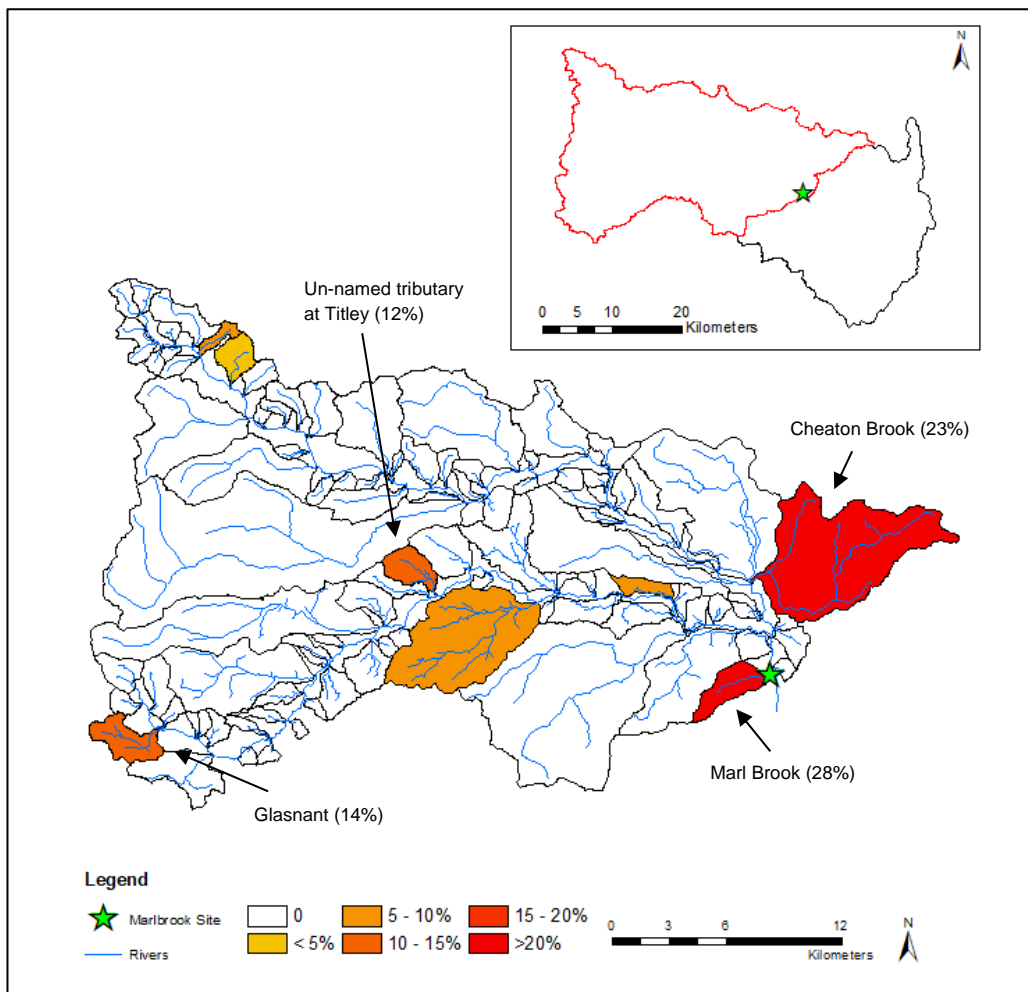 N
0 5 10 20
Kilometers
Un-named tributary
at Titley (12%)
Cheaton Brook (23%)
Marl Brook (28%)
Glasnant (14%)
Legend
Marlbrook Site
Rivers
0
< 5%
5 - 10%
10 - 15%
15 - 20%
>20%
0 3 6 12
Kilometers
N